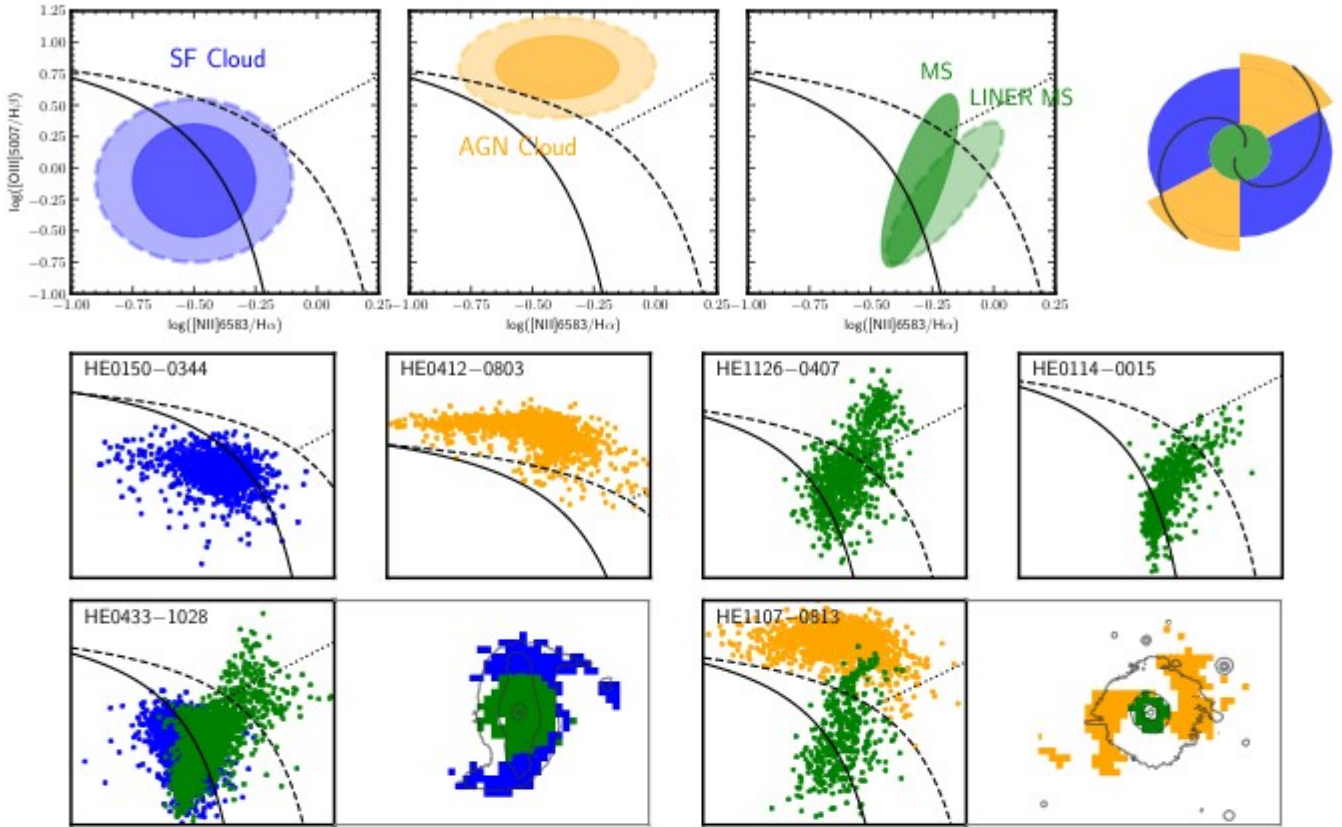 SF Cloud
AGN Cloud
MS
LINER MS
log([OIII]5007/Hβ)
1.25
1.00
0.75
0.50
0.25
0.00
−0.25
−0.50
−0.75
−1.00
−1.00 −0.75 −0.50 −0.25 0.00 0.25
−1.00 −0.75 −0.50 −0.25 0.00 0.25
−1.00 −0.75 −0.50 −0.25 0.00 0.25
log([NII]6583/Hα)
log([NII]6583/Hα)
log([NII]6583/Hα)
HE0150−0344
HE0412−0803
HE1126−0407
HE0114−0015
HE0433−1028
HE1107−0813